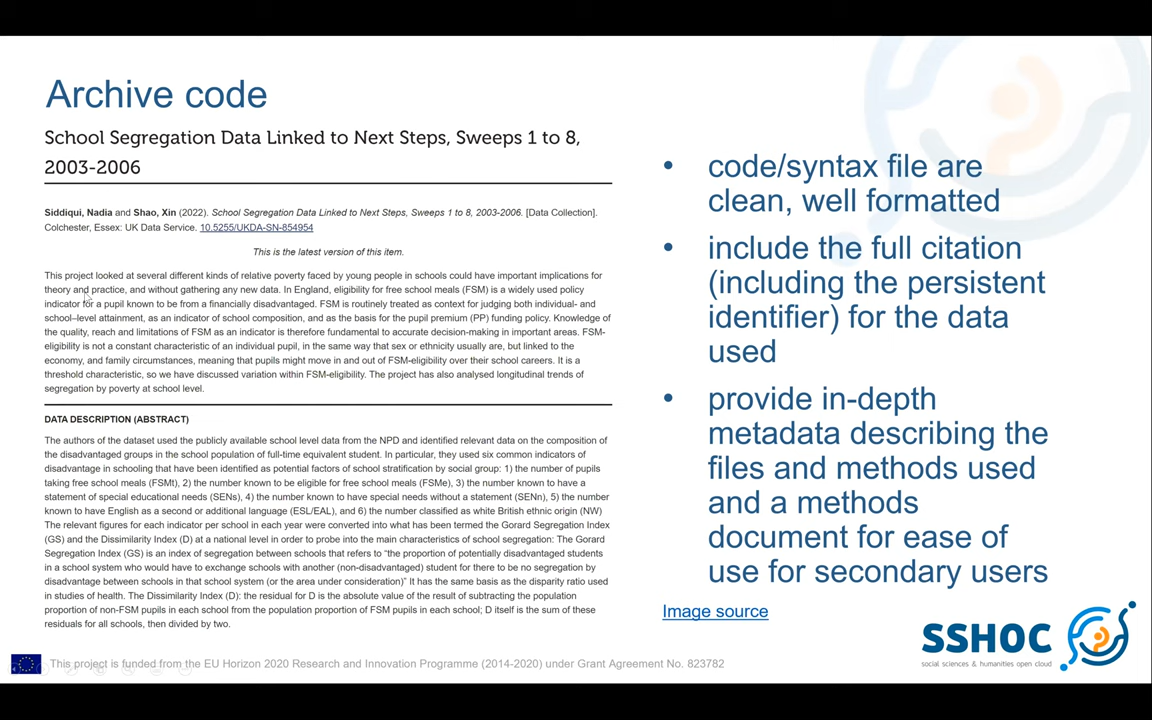 Archive code
School Segregation Data Linked to Next Steps, Sweeps 1 to 8,
2003-2006
Siddiqui, Nadia and Shao, Xin (2022). School Segregation Data Linked to Next Steps, Sweeps 1 to 8, 2003-2006. [Data Collection].
Colchester, Essex: UK Data Service. 10.5255/UKDA-SN-854954
This is the latest version of this item.
This project looked at several different kinds of relative poverty faced by young people in schools could have important implications for
theory and practice, and without gathering any new data. In England, eligibility for free school meals (FSM) is a widely used policy
indicator for a pupil known to be from a financially disadvantaged. FSM is routinely treated as context for judging both individual- and
school–level attainment, as an indicator of school composition, and as the basis for the pupil premium (PP) funding policy. Knowledge of
the quality, reach and limitations of FSM as an indicator is therefore fundamental to accurate decision-making in important areas. FSM-
eligibility is not a constant characteristic of an individual pupil, in the same way that sex or ethnicity usually are, but linked to the
economy, and family circumstances, meaning that pupils might move in and out of FSM-eligibility over their school careers. It is a
threshold characteristic, so we have discussed variation within FSM-eligibility. The project has also analysed longitudinal trends of
segregation by poverty at school level.
DATA DESCRIPTION (ABSTRACT)
The authors of the dataset used the publicly available school level data from the NPD and identified relevant data on the composition of
the disadvantaged groups in the school population of full-time equivalent student. In particular, they used six common indicators of
disadvantage in schooling that have been identified as potential factors of school stratification by social group: 1) the number of pupils
taking free school meals (FSMt), 2) the number known to be eligible for free school meals (FSMe), 3) the number known to have a
statement of special educational needs (SENs), 4) the number known to have special needs without a statement (SENn), 5) the number
known to have English as a second or additional language (ESL/EAL), and 6) the number classified as white British ethnic origin (NW)
The relevant figures for each indicator per school in each year were converted into what has been termed the Gorard Segregation Index
(GS) and the Dissimilarity Index (D) at a national level in order to probe into the main characteristics of school segregation: The Gorard
Segregation Index (GS) is an index of segregation between schools that refers to “the proportion of potentially disadvantaged students
in a school system who would have to exchange schools with another (non-disadvantaged) student for there to be no segregation by
disadvantage between schools in that school system (or the area under consideration)” It has the same basis as the disparity ratio used
in studies of health. The Dissimilarity Index (D): the residual for D is the absolute value of the result of subtracting the population
proportion of non-FSM pupils in each school from the population proportion of FSM pupils in each school; D itself is the sum of these
residuals for all schools, then divided by two.
• code/syntax file are
clean, well formatted
• include the full citation
(including the persistent
identifier) for the data
used
• provide in-depth
metadata describing the
files and methods used
and a methods
document for ease of
use for secondary users
Image source
SSHOC
social sciences & humanities open cloud
This project is funded from the EU Horizon 2020 Research and Innovation Programme (2014-2020) under Grant Agreement No. 823782